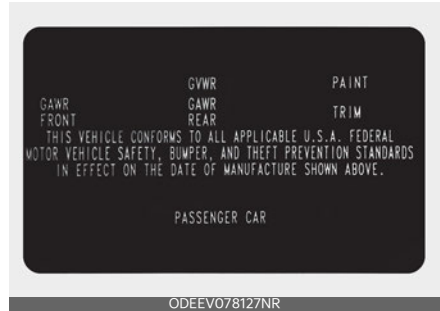 GVWR PAINT
GAWR GAWR TRIM
FRONT REAR
THIS VEHICLE CONFORMS TO ALL APPLICABLE U.S.A. FEDERAL
MOTOR VEHICLE SAFETY, BUMPER, AND THEFT PREVENTION STANDARDS
IN EFFECT ON THE DATE OF MANUFACTURE SHOWN ABOVE.
PASSENGER CAR
ODEEV078127NR